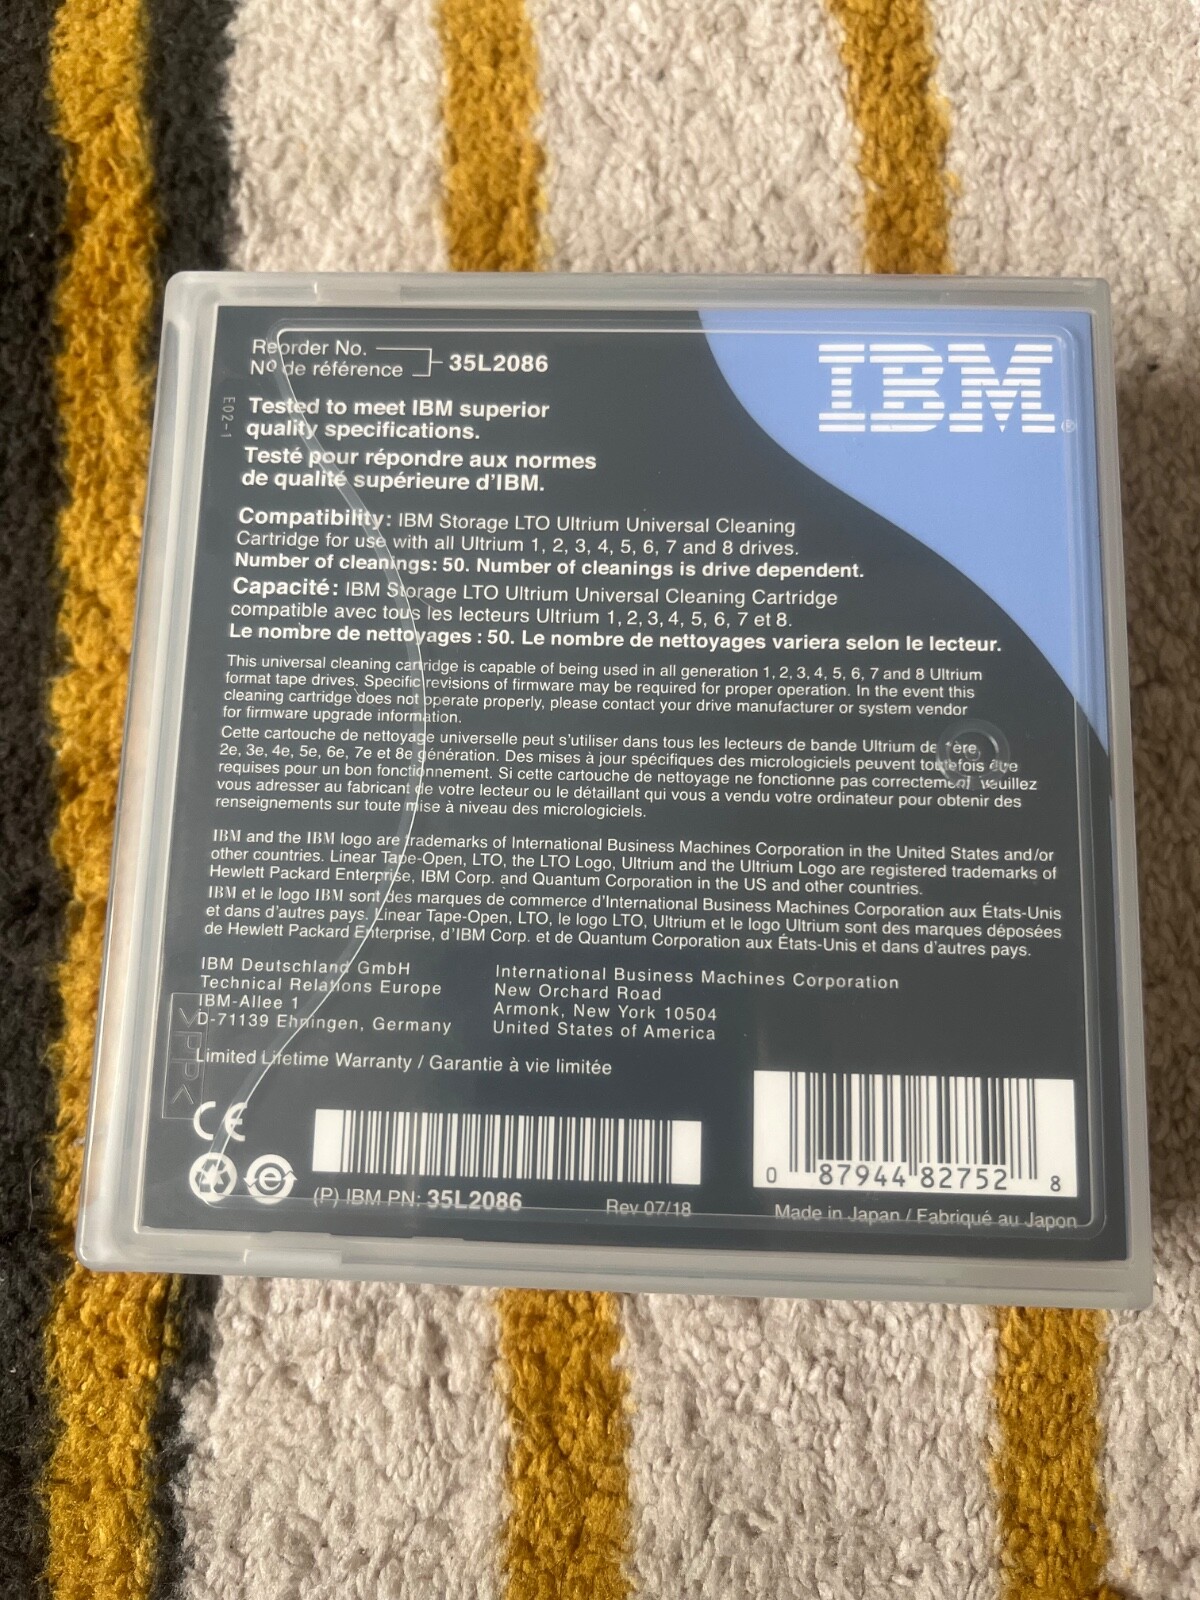 Reorder No.
Nº de référence
35L2086
IBM®
E02-1
Tested to meet IBM superior
quality specifications.
Testé pour répondre aux normes
de qualité supérieure d'IBM.
Compatibility: IBM Storage LTO Ultrium Universal Cleaning
Cartridge for use with all Ultrium 1, 2, 3, 4, 5, 6, 7 and 8 drives.
Number of cleanings: 50. Number of cleanings is drive dependent.
Capacité: IBM Storage LTO Ultrium Universal Cleaning Cartridge
compatible avec tous les lecteurs Ultrium 1, 2, 3, 4, 5, 6, 7 et 8.
Le nombre de nettoyages : 50. Le nombre de nettoyages variera selon le lecteur.
This universal cleaning cartridge is capable of being used in all generation 1, 2, 3, 4, 5, 6, 7 and 8 Ultrium
format tape drives. Specific revisions of firmware may be required for proper operation. In the event this
cleaning cartridge does not operate properly, please contact your drive manufacturer or system vendor
for firmware upgrade information.
Cette cartouche de nettoyage universelle peut s'utiliser dans tous les lecteurs de bande Ultrium de 1ère,
2e, 3e, 4e, 5e, 6e, 7e et 8e génération. Des mises à jour spécifiques des micrologiciels peuvent toutefois être
requises pour un bon fonctionnement. Si cette cartouche de nettoyage ne fonctionne pas correctement, veuillez
vous adresser au fabricant de votre lecteur ou le détaillant qui vous a vendu votre ordinateur pour obtenir des
renseignements sur toute mise à niveau des micrologiciels.
IBM and the IBM logo are trademarks of International Business Machines Corporation in the United States and/or
other countries. Linear Tape-Open, LTO, the LTO Logo, Ultrium and the Ultrium Logo are registered trademarks of
Hewlett Packard Enterprise, IBM Corp. and Quantum Corporation in the US and other countries.
IBM et le logo IBM sont des marques de commerce d'International Business Machines Corporation aux États-Unis
et dans d'autres pays. Linear Tape-Open, LTO, le logo LTO, Ultrium et le logo Ultrium sont des marques déposées
de Hewlett Packard Enterprise, d'IBM Corp. et de Quantum Corporation aux États-Unis et dans d'autres pays.
IBM Deutschland GmbH
Technical Relations Europe
IBM-Allee 1
D-71139 Ehningen, Germany
International Business Machines Corporation
New Orchard Road
Armonk, New York 10504
United States of America
>PP<
Limited Lifetime Warranty / Garantie à vie limitée
CE
e
(P) IBM PN: 35L2086
Rev 07/18
0 87944 82752 8
Made in Japan / Fabriqué au Japon